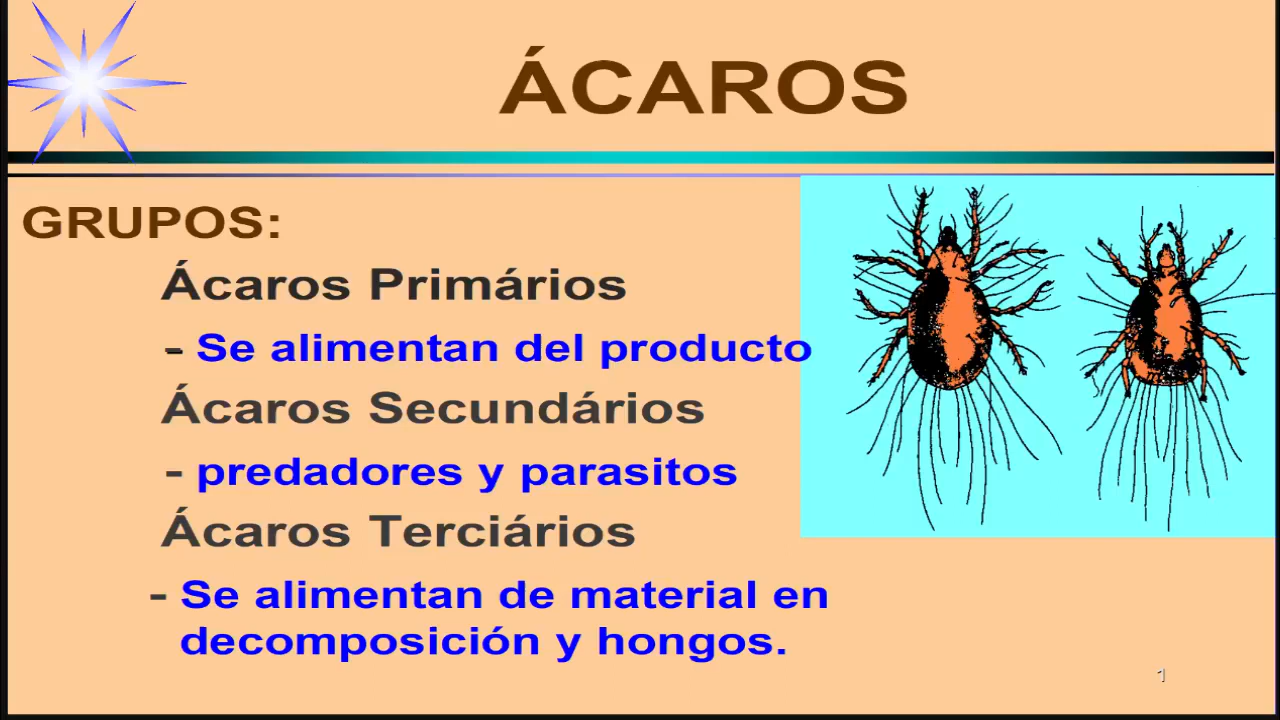 ÁCAROS
GRUPOS:
Ácaros Primários
- Se alimentan del producto
Ácaros Secundários
- predadores y parasitos
Ácaros Terciários
- Se alimentan de material en
decomposición y hongos.
1